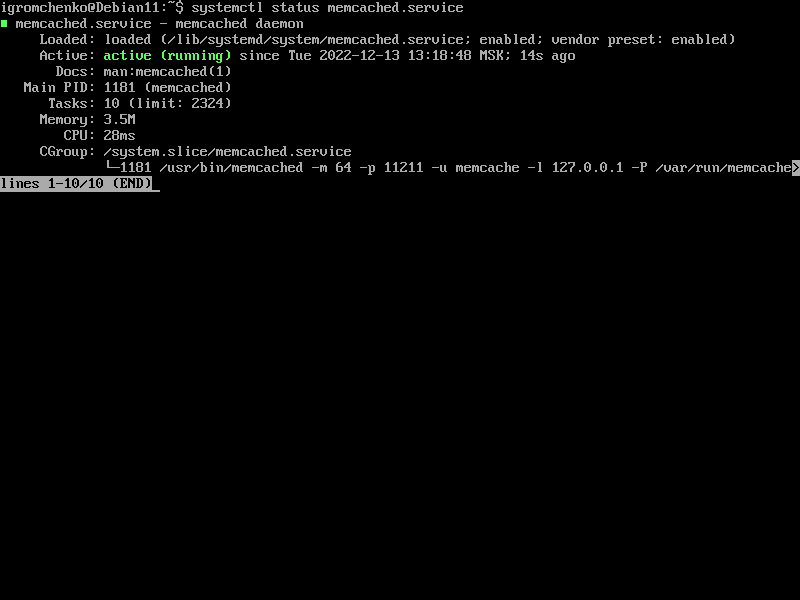 igromchenko@Debian11:~$ systemctl status memcached.service
■ memcached.service - memcached daemon
     Loaded: loaded (/lib/systemd/system/memcached.service; enabled; vendor preset: enabled)
     Active: active (running) since Tue 2022-12-13 13:18:48 MSK; 14s ago
       Docs: man:memcached(1)
   Main PID: 1181 (memcached)
      Tasks: 10 (limit: 2324)
     Memory: 3.5M
        CPU: 28ms
     CGroup: /system.slice/memcached.service
             └─1181 /usr/bin/memcached -m 64 -p 11211 -u memcache -l 127.0.0.1 -P /var/run/memcache>
lines 1-10/10 (END)